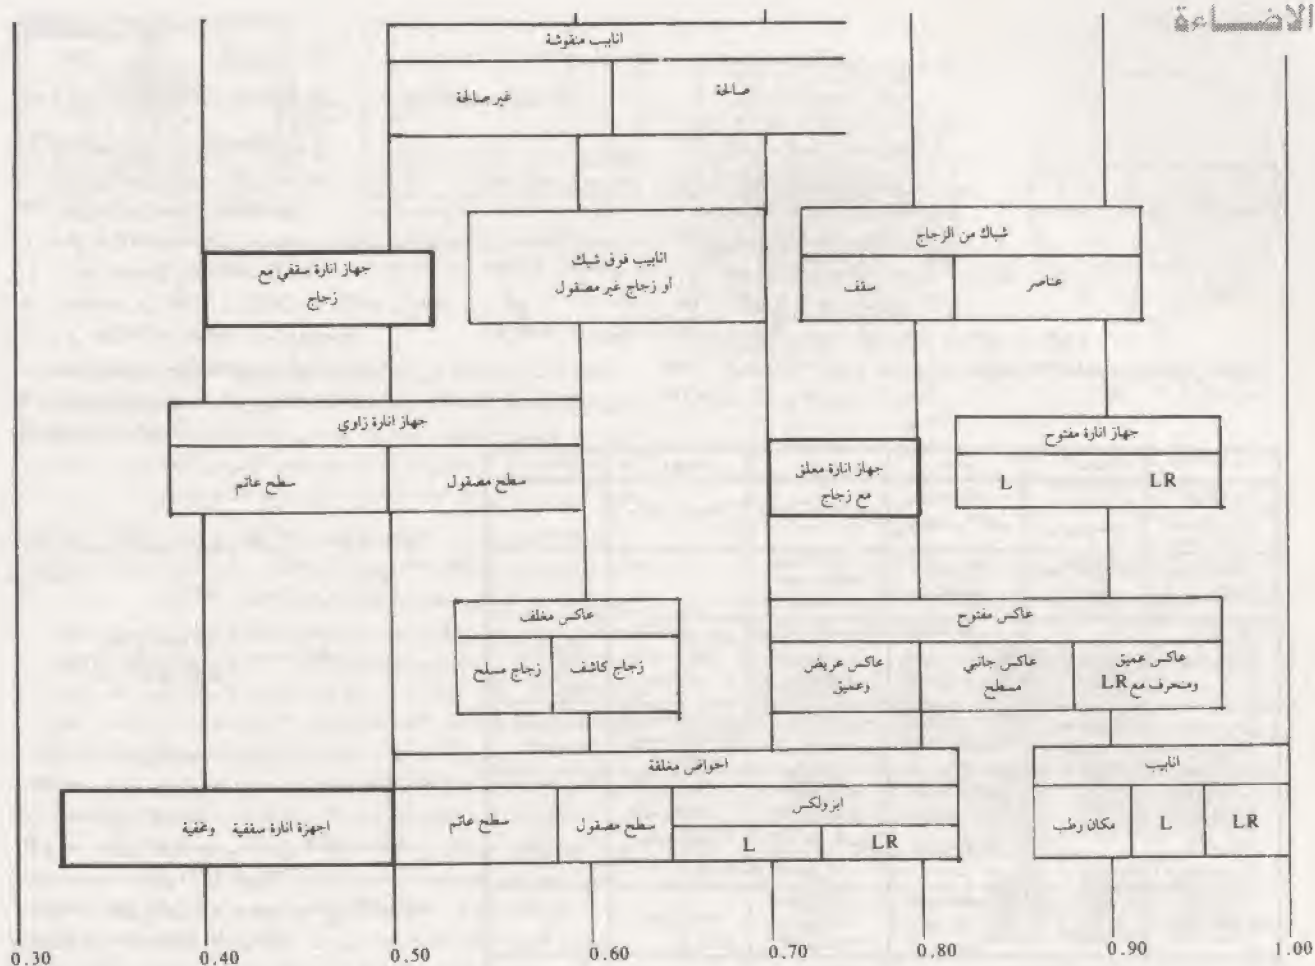 الاضــاءة
انابيب منقوشة
صالحة
غير صالحة
شباك من الزجاج
عناصر
سقف
انابيب فوق شبك
أو زجاج غير مصقول
جهاز انارة سقفي مع
زجاج
جهاز انارة مفتوح
LR
L
جهاز انارة معلق
مع زجاج
جهاز انارة زاوي
سطح مصقول
سطح عاتم
عاكس مفتوح
عاكس عميق
ومنحرف مع LR
عاكس جانبي
مسطح
عاكس عريض
وعميق
عاكس مغلف
زجاج كاشف
زجاج مسلح
انابيب
LR
L
مكان رطب
احواض مغلقة
ايزولكس
LR
L
سطح مصقول
سطح عاتم
اجهزة انارة سقفية ومخفية
0.30 0.40 0.50 0.60 0.70 0.80 0.90 1.00